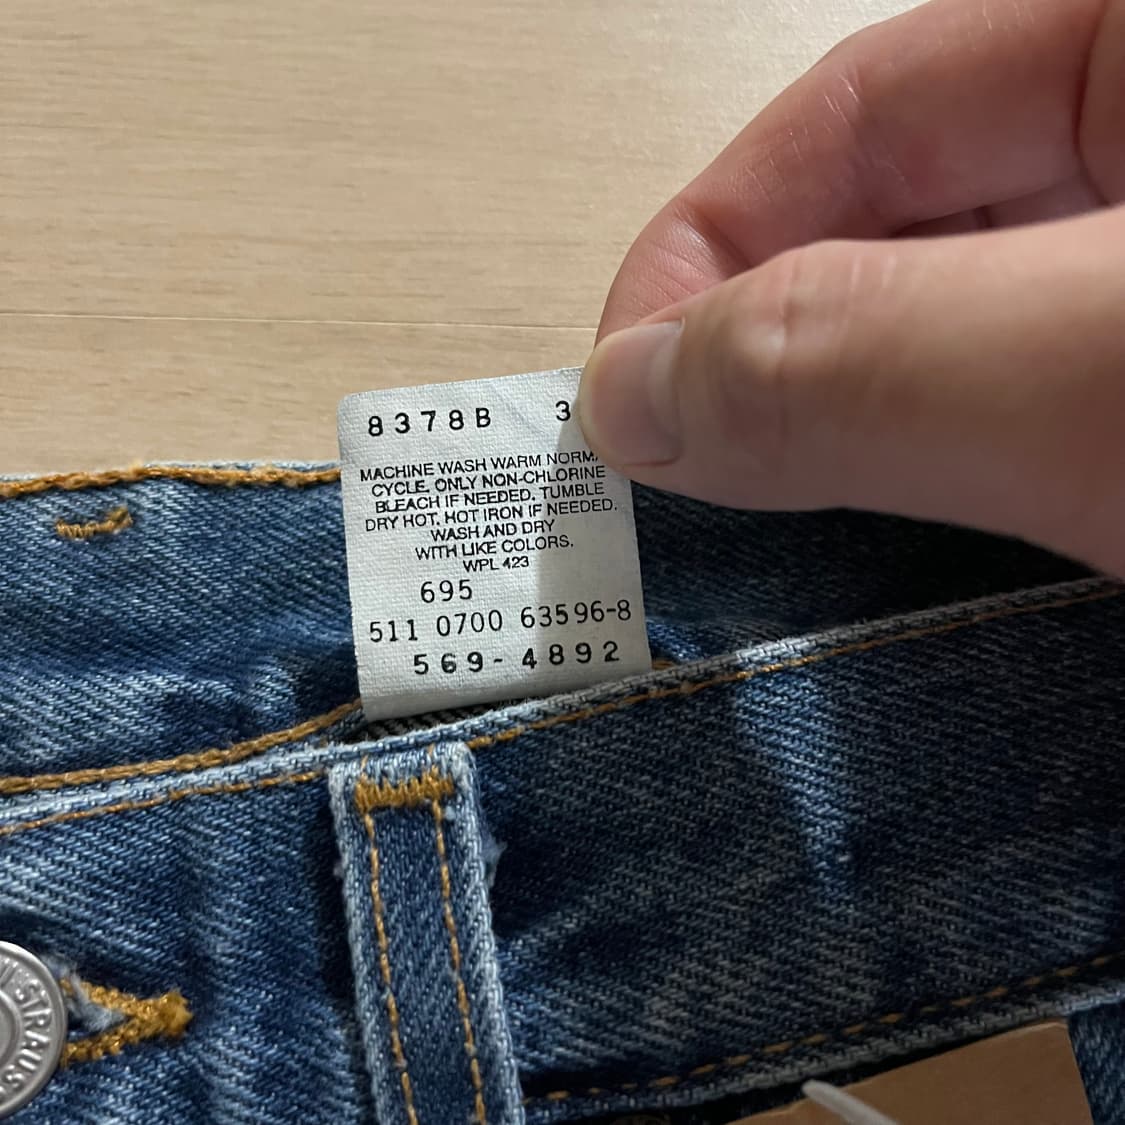 8378B 3
MACHINE WASH WARM NORM
CYCLE. ONLY NON-CHLORINE
BLEACH IF NEEDED. TUMBLE
DRY HOT. HOT IRON IF NEEDED.
WASH AND DRY
WITH LIKE COLORS.
WPL 423
695
511 0700 63596-8
569-4892
STRAUSS